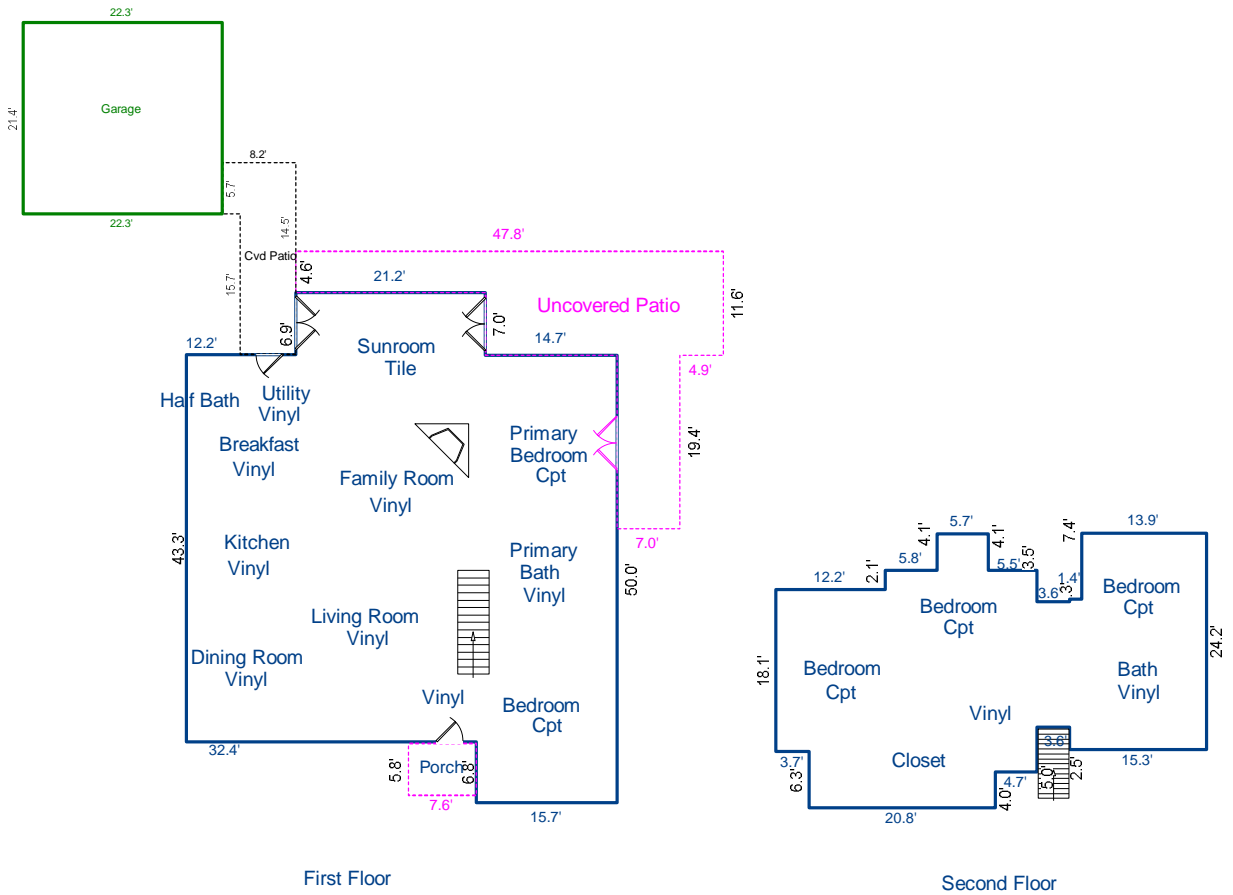 22.3'
Garage
21.4'
22.3'
8.2'
5.7'
14.5'
Cvd Patio
15.7'
47.8'
4.6'
21.2'
Uncovered Patio
11.6'
6.9'
7.0'
12.2'
14.7'
4.9'
Sunroom
Tile
Half Bath
Utility
Vinyl
Breakfast
Vinyl
Family Room
Vinyl
Primary
Bedroom
Cpt
19.4'
7.0'
43.3'
Kitchen
Vinyl
Primary
Bath
Vinyl
50.0'
Living Room
Vinyl
Dining Room
Vinyl
Vinyl
Bedroom
Cpt
32.4'
5.8'
Porch
6.8'
7.6'
15.7'
First Floor
5.7'
4.1'
4.1'
5.8'
5.5'
3.5'
7.4'
13.9'
12.2'
2.1'
3.6'
.3'
1.4'
Bedroom
Cpt
Bedroom
Cpt
24.2'
18.1'
Bedroom
Cpt
Bath
Vinyl
Vinyl
3.6'
Closet
3.7'
6.3'
4.7'
4.0'
5.0'
2.5'
15.3'
20.8'
Second Floor